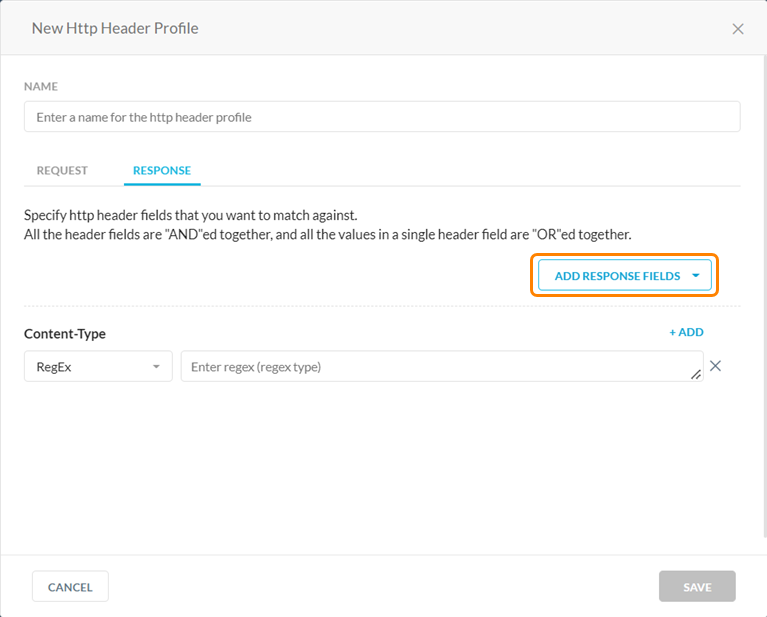 New Http Header Profile
NAME
Enter a name for the http header profile
REQUEST
RESPONSE
Specify http header fields that you want to match against.
All the header fields are "AND"ed together, and all the values in a single header field are "OR"ed together.
ADD RESPONSE FIELDS
Content-Type
+ ADD
RegEx
Enter regex (regex type)
CANCEL
SAVE